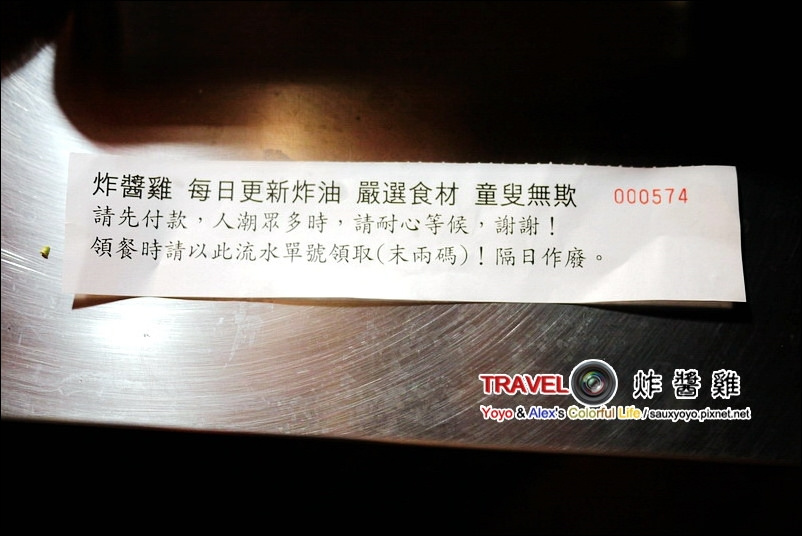 炸醬雞 每日更新炸油 嚴選食材 童叟無欺 000574
請先付款，人潮眾多時，請耐心等候，謝謝！
領餐時請以此流水單號領取(末兩碼)！隔日作廢。
TRAVEL 炸醬雞
Yoyo & Alex's Colorful Life / sauxyoyo.pixnet.net